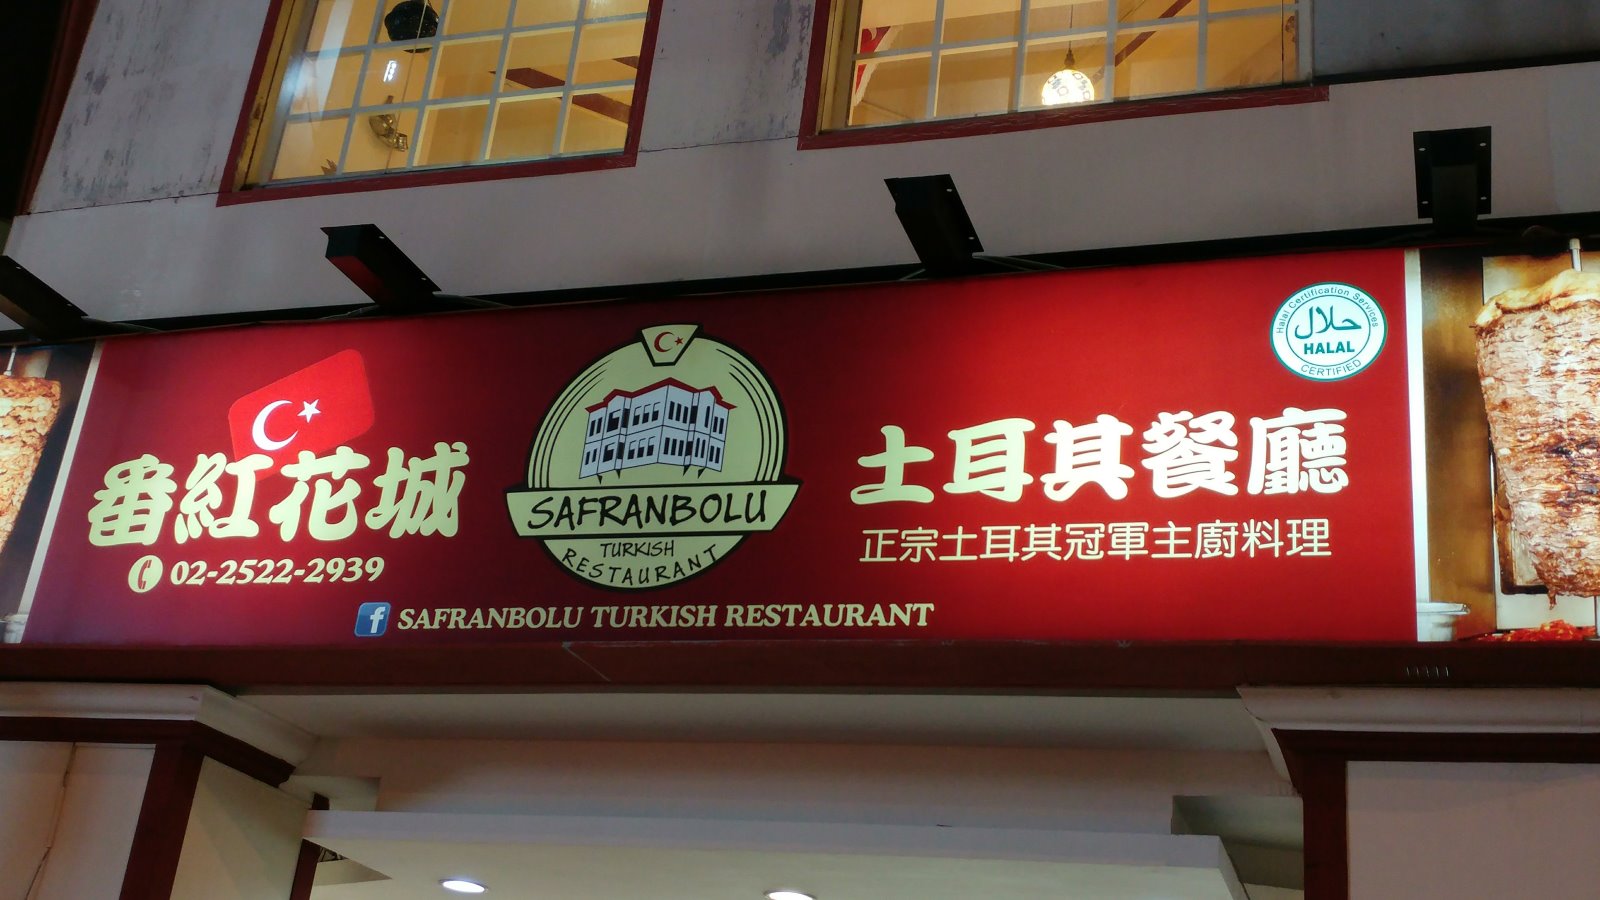 番紅花城
02-2522-2939
SAFRANBOLU
TURKISH
RESTAURANT
f SAFRANBOLU TURKISH RESTAURANT
土耳其餐廳
正宗土耳其冠軍主廚料理
Halal Certification Services
حلال
HALAL
CERTIFIED